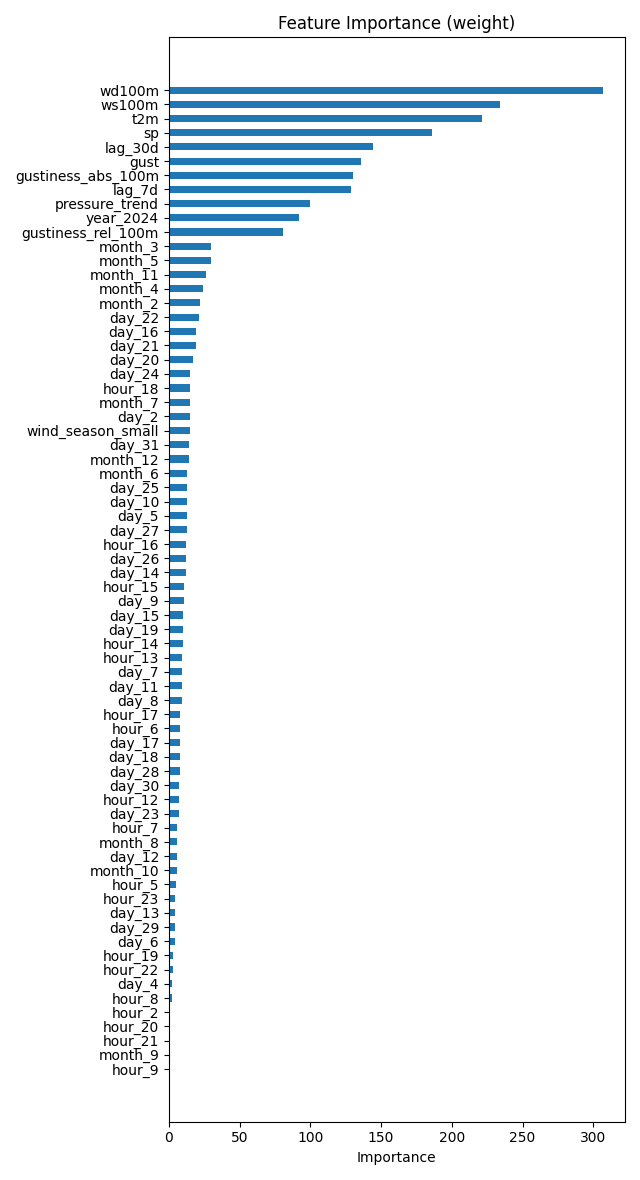 Feature Importance (weight)
wd100m
ws100m
t2m
sp
lag_30d
gust
gustiness_abs_100m
lag_7d
pressure_trend
year_2024
gustiness_rel_100m
month_3
month_5
month_11
month_4
month_2
day_22
day_16
day_21
day_20
day_24
hour_18
month_7
day_2
wind_season_small
day_31
month_12
month_6
day_25
day_10
day_5
day_27
hour_16
day_26
day_14
hour_15
day_9
day_15
day_19
hour_14
hour_13
day_7
day_11
day_8
hour_17
hour_6
day_17
day_18
day_28
day_30
hour_12
day_23
hour_7
month_8
day_12
month_10
hour_5
hour_23
day_13
day_29
day_6
hour_19
hour_22
day_4
hour_8
hour_2
hour_20
hour_21
month_9
hour_9
0 50 100 150 200 250 300
Importance